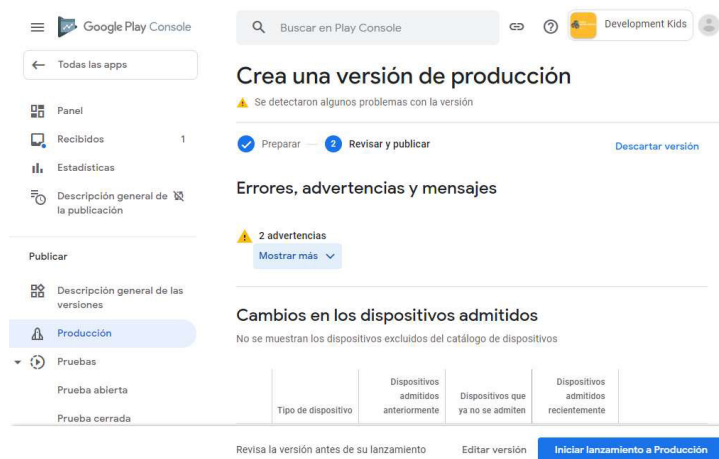 Google Play Console
Buscar en Play Console
Development Kids
Todas las apps
Panel
Recibidos 1
Estadísticas
Descripción general de
la publicación
Publicar
Descripción general de las
versiones
Producción
Pruebas
Prueba abierta
Prueba cerrada
Crea una versión de producción
Se detectaron algunos problemas con la versión
Preparar 2 Revisar y publicar
Descartar versión
Errores, advertencias y mensajes
2 advertencias
Mostrar más
Cambios en los dispositivos admitidos
No se muestran los dispositivos excluidos del catálogo de dispositivos
Tipo de dispositivo
Dispositivos
admitidos
anteriormente
Dispositivos que
ya no se admiten
Dispositivos
admitidos
recientemente
Revisa la versión antes de su lanzamiento
Editar versión
Iniciar lanzamiento a Producción